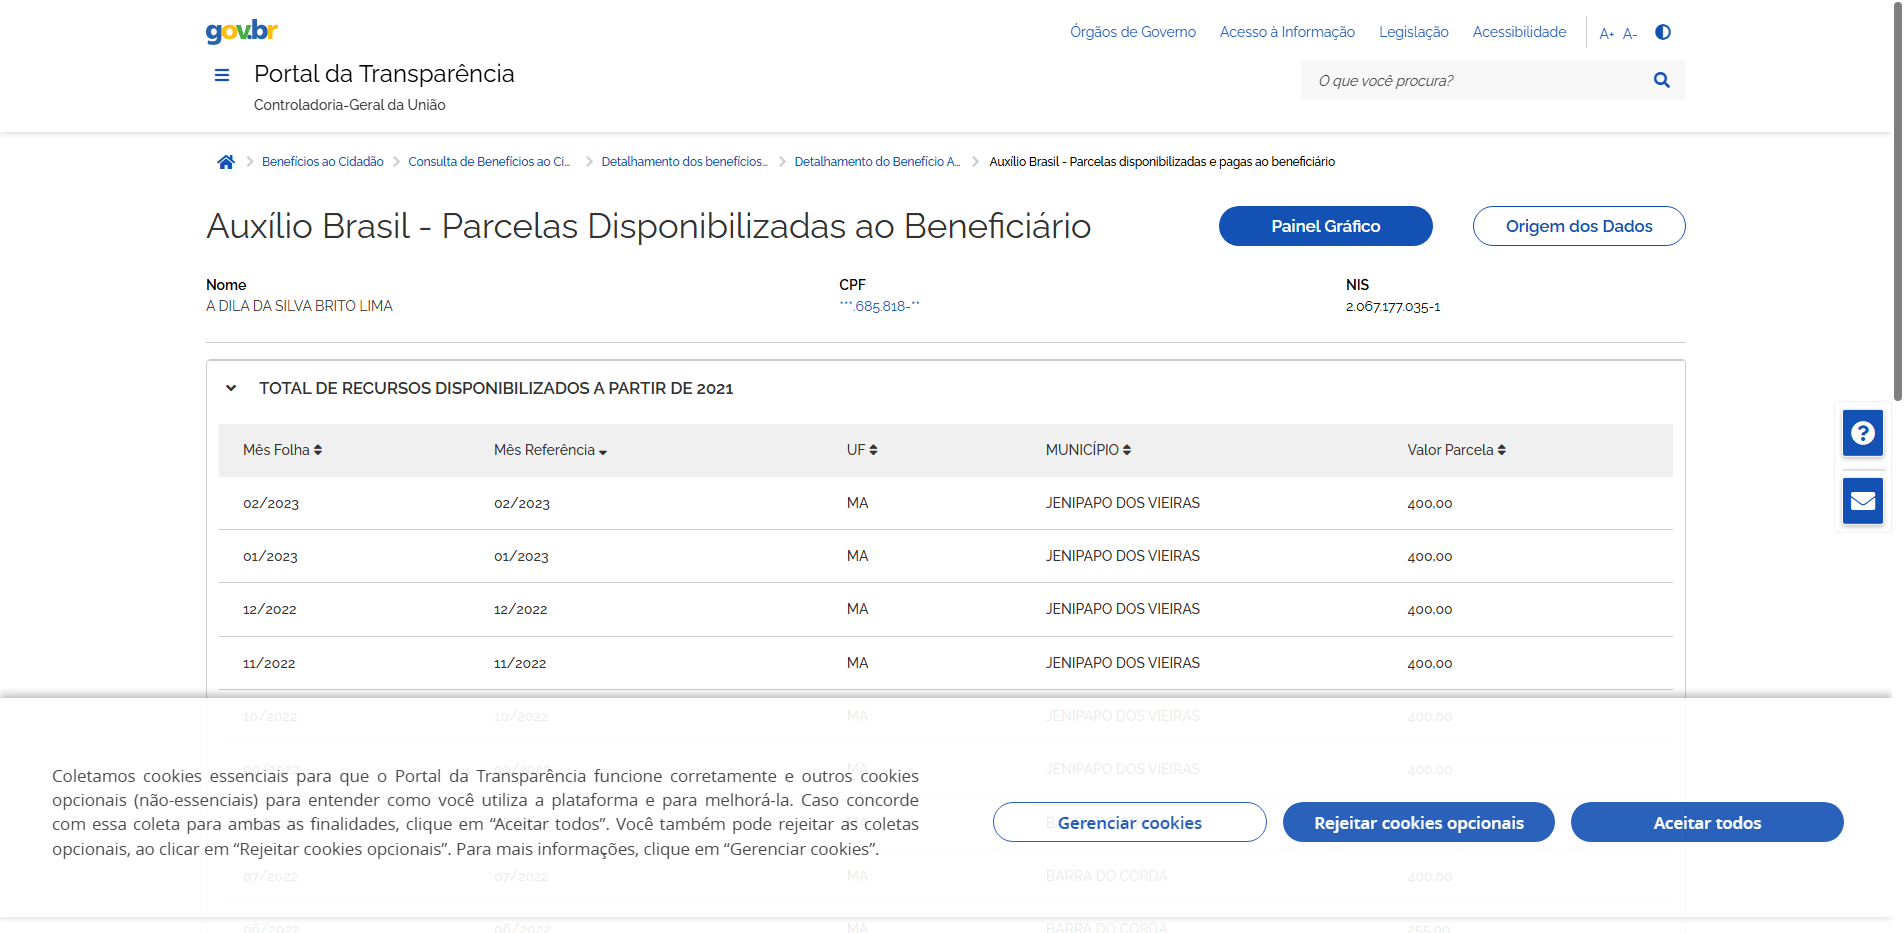 gov.br
Órgãos de Governo Acesso à Informação Legislação Acessibilidade A+ A-
Portal da Transparência
Controladoria-Geral da União
O que você procura?
Benefícios ao Cidadão Consulta de Benefícios ao Ci... Detalhamento dos benefícios... Detalhamento do Benefício A... Auxílio Brasil - Parcelas disponibilizadas e pagas ao beneficiário
Auxílio Brasil - Parcelas Disponibilizadas ao Beneficiário
Painel Gráfico Origem dos Dados
Nome CPF NIS
A DILA DA SILVA BRITO LIMA ***.685.818-** 2.067.177.035-1
TOTAL DE RECURSOS DISPONIBILIZADOS A PARTIR DE 2021
Mês Folha Mês Referência UF MUNICÍPIO Valor Parcela
02/2023 02/2023 MA JENIPAPO DOS VIEIRAS 400,00
01/2023 01/2023 MA JENIPAPO DOS VIEIRAS 400,00
12/2022 12/2022 MA JENIPAPO DOS VIEIRAS 400,00
11/2022 11/2022 MA JENIPAPO DOS VIEIRAS 400,00
10/2022 10/2022 MA JENIPAPO DOS VIEIRAS 400,00
MA JENIPAPO DOS VIEIRAS 400,00
Coletamos cookies essenciais para que o Portal da Transparência funcione corretamente e outros cookies
opcionais (não-essenciais) para entender como você utiliza a plataforma e para melhorá-la. Caso concorde
com essa coleta para ambas as finalidades, clique em “Aceitar todos”. Você também pode rejeitar as coletas
opcionais, ao clicar em “Rejeitar cookies opcionais”. Para mais informações, clique em “Gerenciar cookies”.
Gerenciar cookies Rejeitar cookies opcionais Aceitar todos
07/2022 07/2022 MA BARRA DO CORDA 400,00
06/2022 06/2022 MA BARRA DO CORDA 255,00